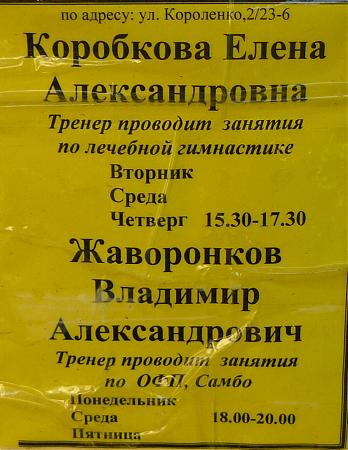 по адресу: ул. Короленко,2/23-6
Коробкова Елена
Александровна
Тренер проводит занятия
по лечебной гимнастике
Вторник
Среда
Четверг 15.30-17.30
Жаворонков
Владимир
Александрович
Тренер проводит занятия
по ОФП, Самбо
Понедельник
Среда 18.00-20.00
Пятница